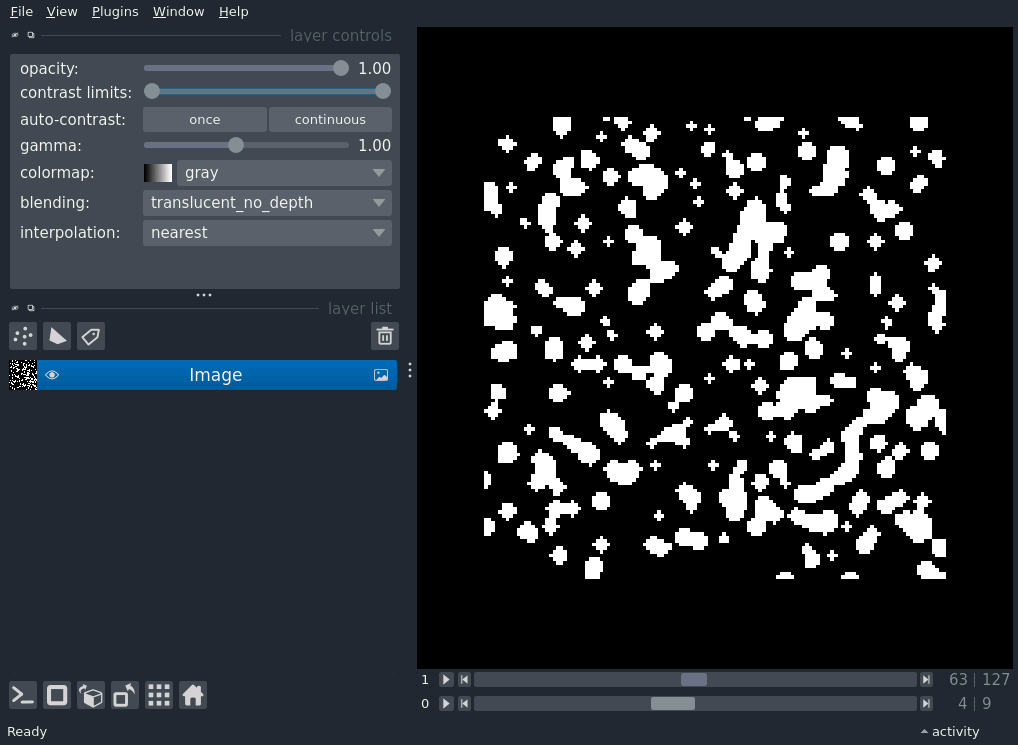 File View Plugins Window Help
layer controls
opacity: 1.00
contrast limits:
auto-contrast: once continuous
gamma: 1.00
colormap: gray
blending: translucent_no_depth
interpolation: nearest
layer list
Image
1 63 | 127
0 4 | 9
Ready activity